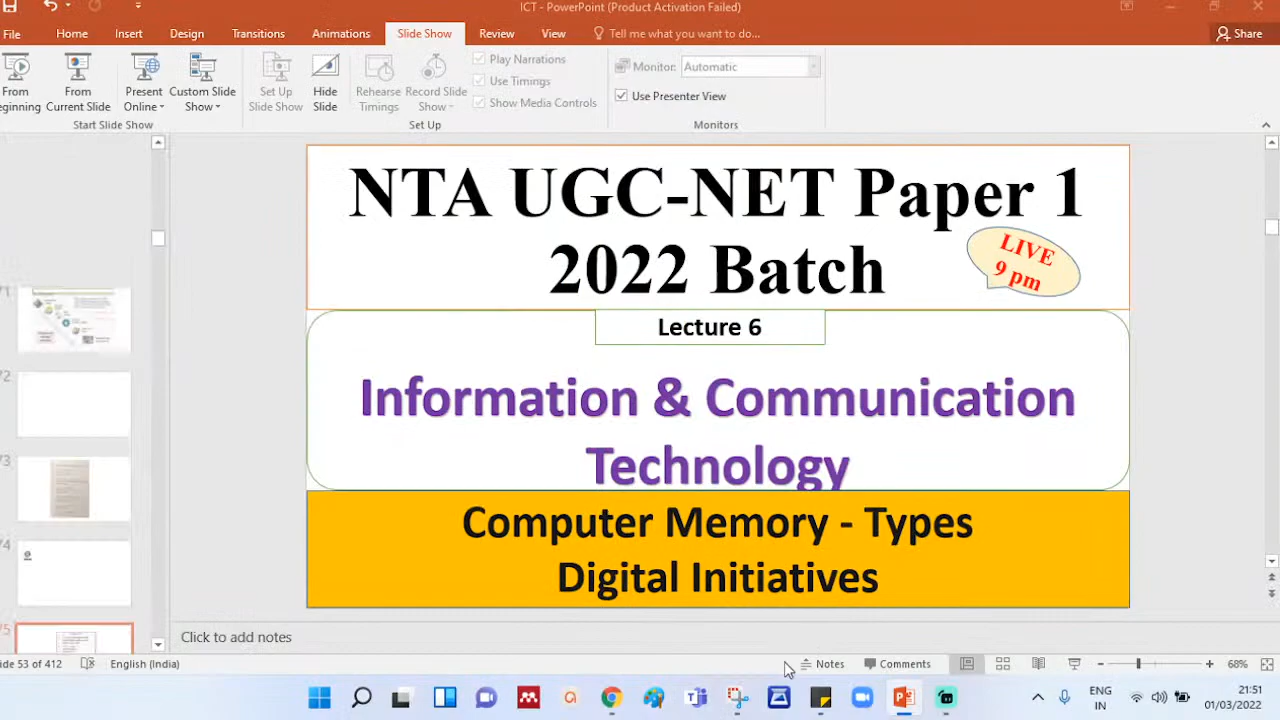 ICT - PowerPoint (Product Activation Failed)
File Home Insert Design Transitions Animations Slide Show Review View Tell me what you want to do... Share
From
From Current Slide
Present Online
Custom Slide Show
Start Slide Show
Set Up Slide Show
Hide Slide
Rehearse Timings
Record Slide Show
Play Narrations
Use Timings
Show Media Controls
Set Up
Monitor: Automatic
Use Presenter View
Monitors
NTA UGC-NET Paper 1
2022 Batch
LIVE
9 pm
Lecture 6
Information & Communication
Technology
Computer Memory - Types
Digital Initiatives
Click to add notes
53 of 412 English (India) Notes Comments 68%
ENG
IN
21:51
01/03/2022